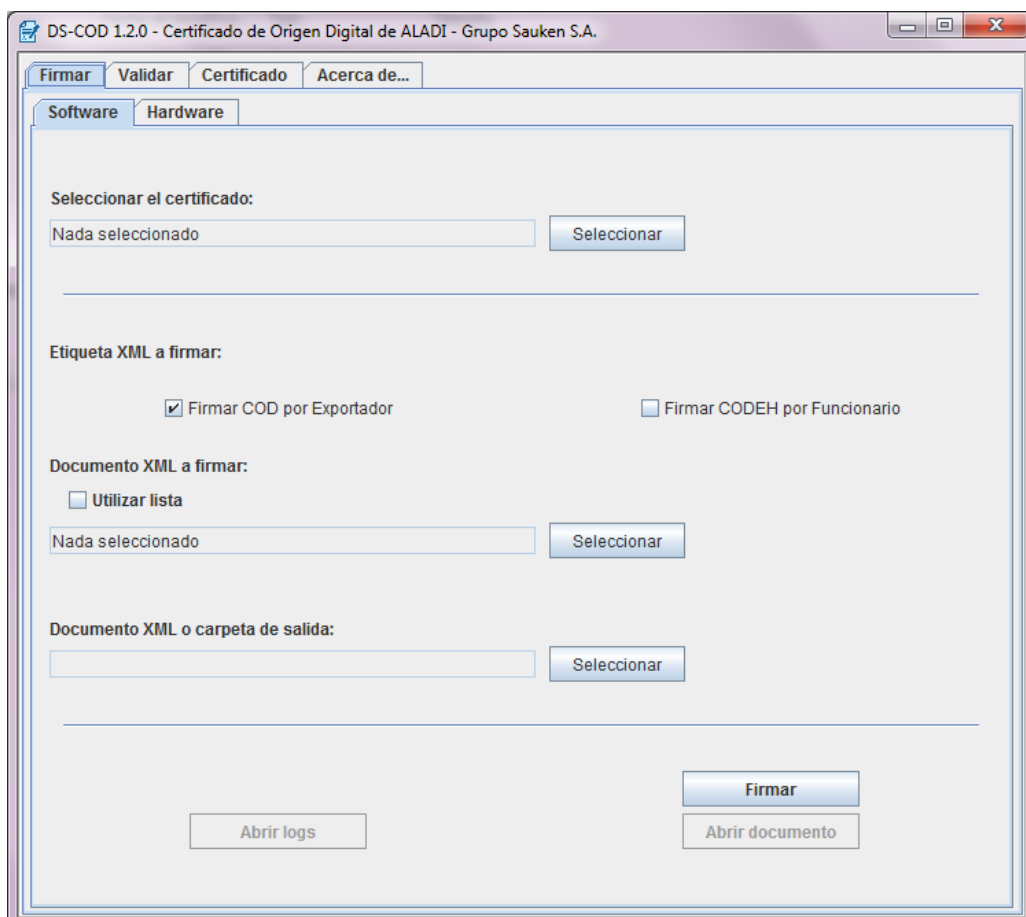 DS-COD 1.2.0 - Certificado de Origen Digital de ALADI - Grupo Sauken S.A.
Firmar Validar Certificado Acerca de...
Software Hardware
Seleccionar el certificado:
Nada seleccionado Seleccionar
Etiqueta XML a firmar:
Firmar COD por Exportador Firmar CODEH por Funcionario
Documento XML a firmar:
Utilizar lista
Nada seleccionado Seleccionar
Documento XML o carpeta de salida:
Seleccionar
Firmar
Abrir logs Abrir documento